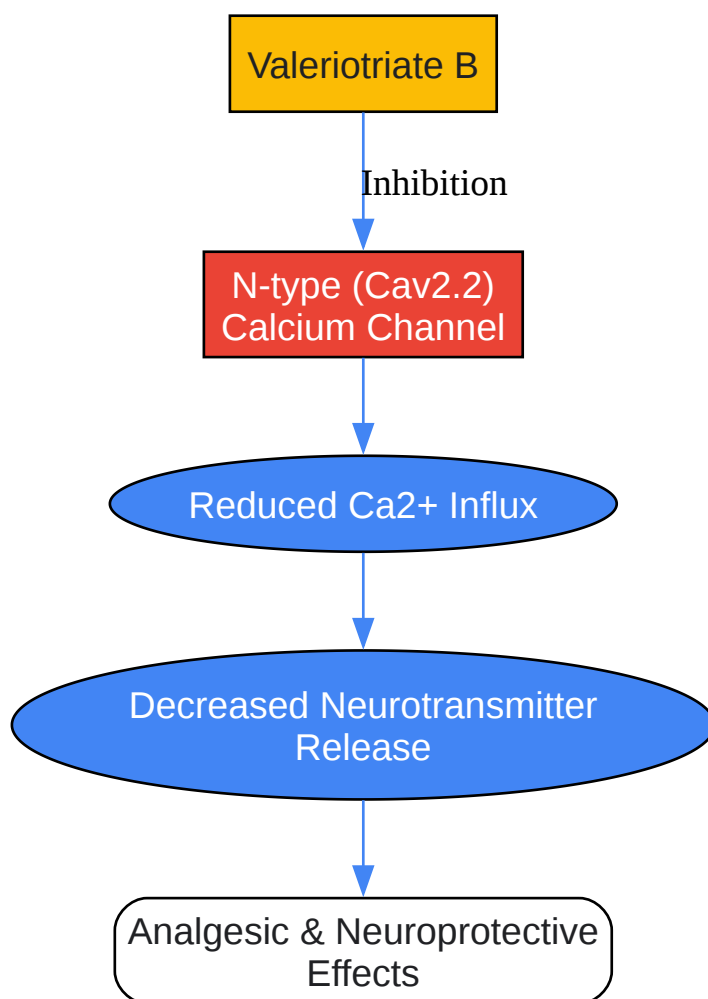 Valeriotriate B
Inhibition
N-type (Cav2.2)
Calcium Channel
Reduced Ca2+ Influx
Decreased Neurotransmitter
Release
Analgesic & Neuroprotective
Effects